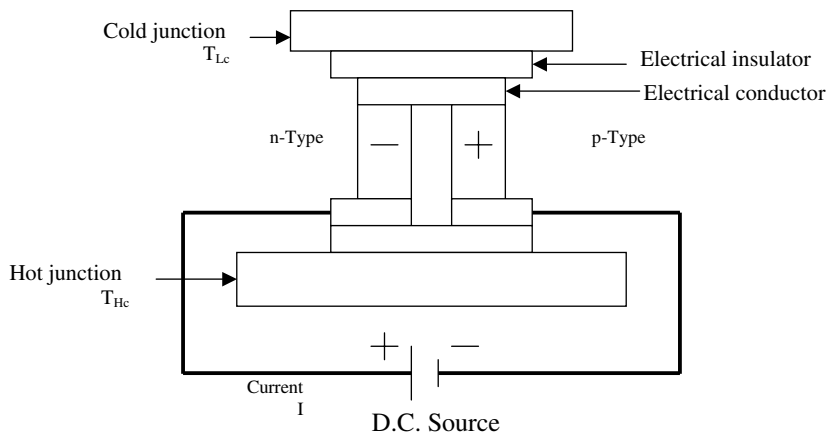 Cold junction
T_Lc
Electrical insulator
Electrical conductor
n-Type
− +
p-Type
Hot junction
T_Hc
+ −
Current
I
D.C. Source